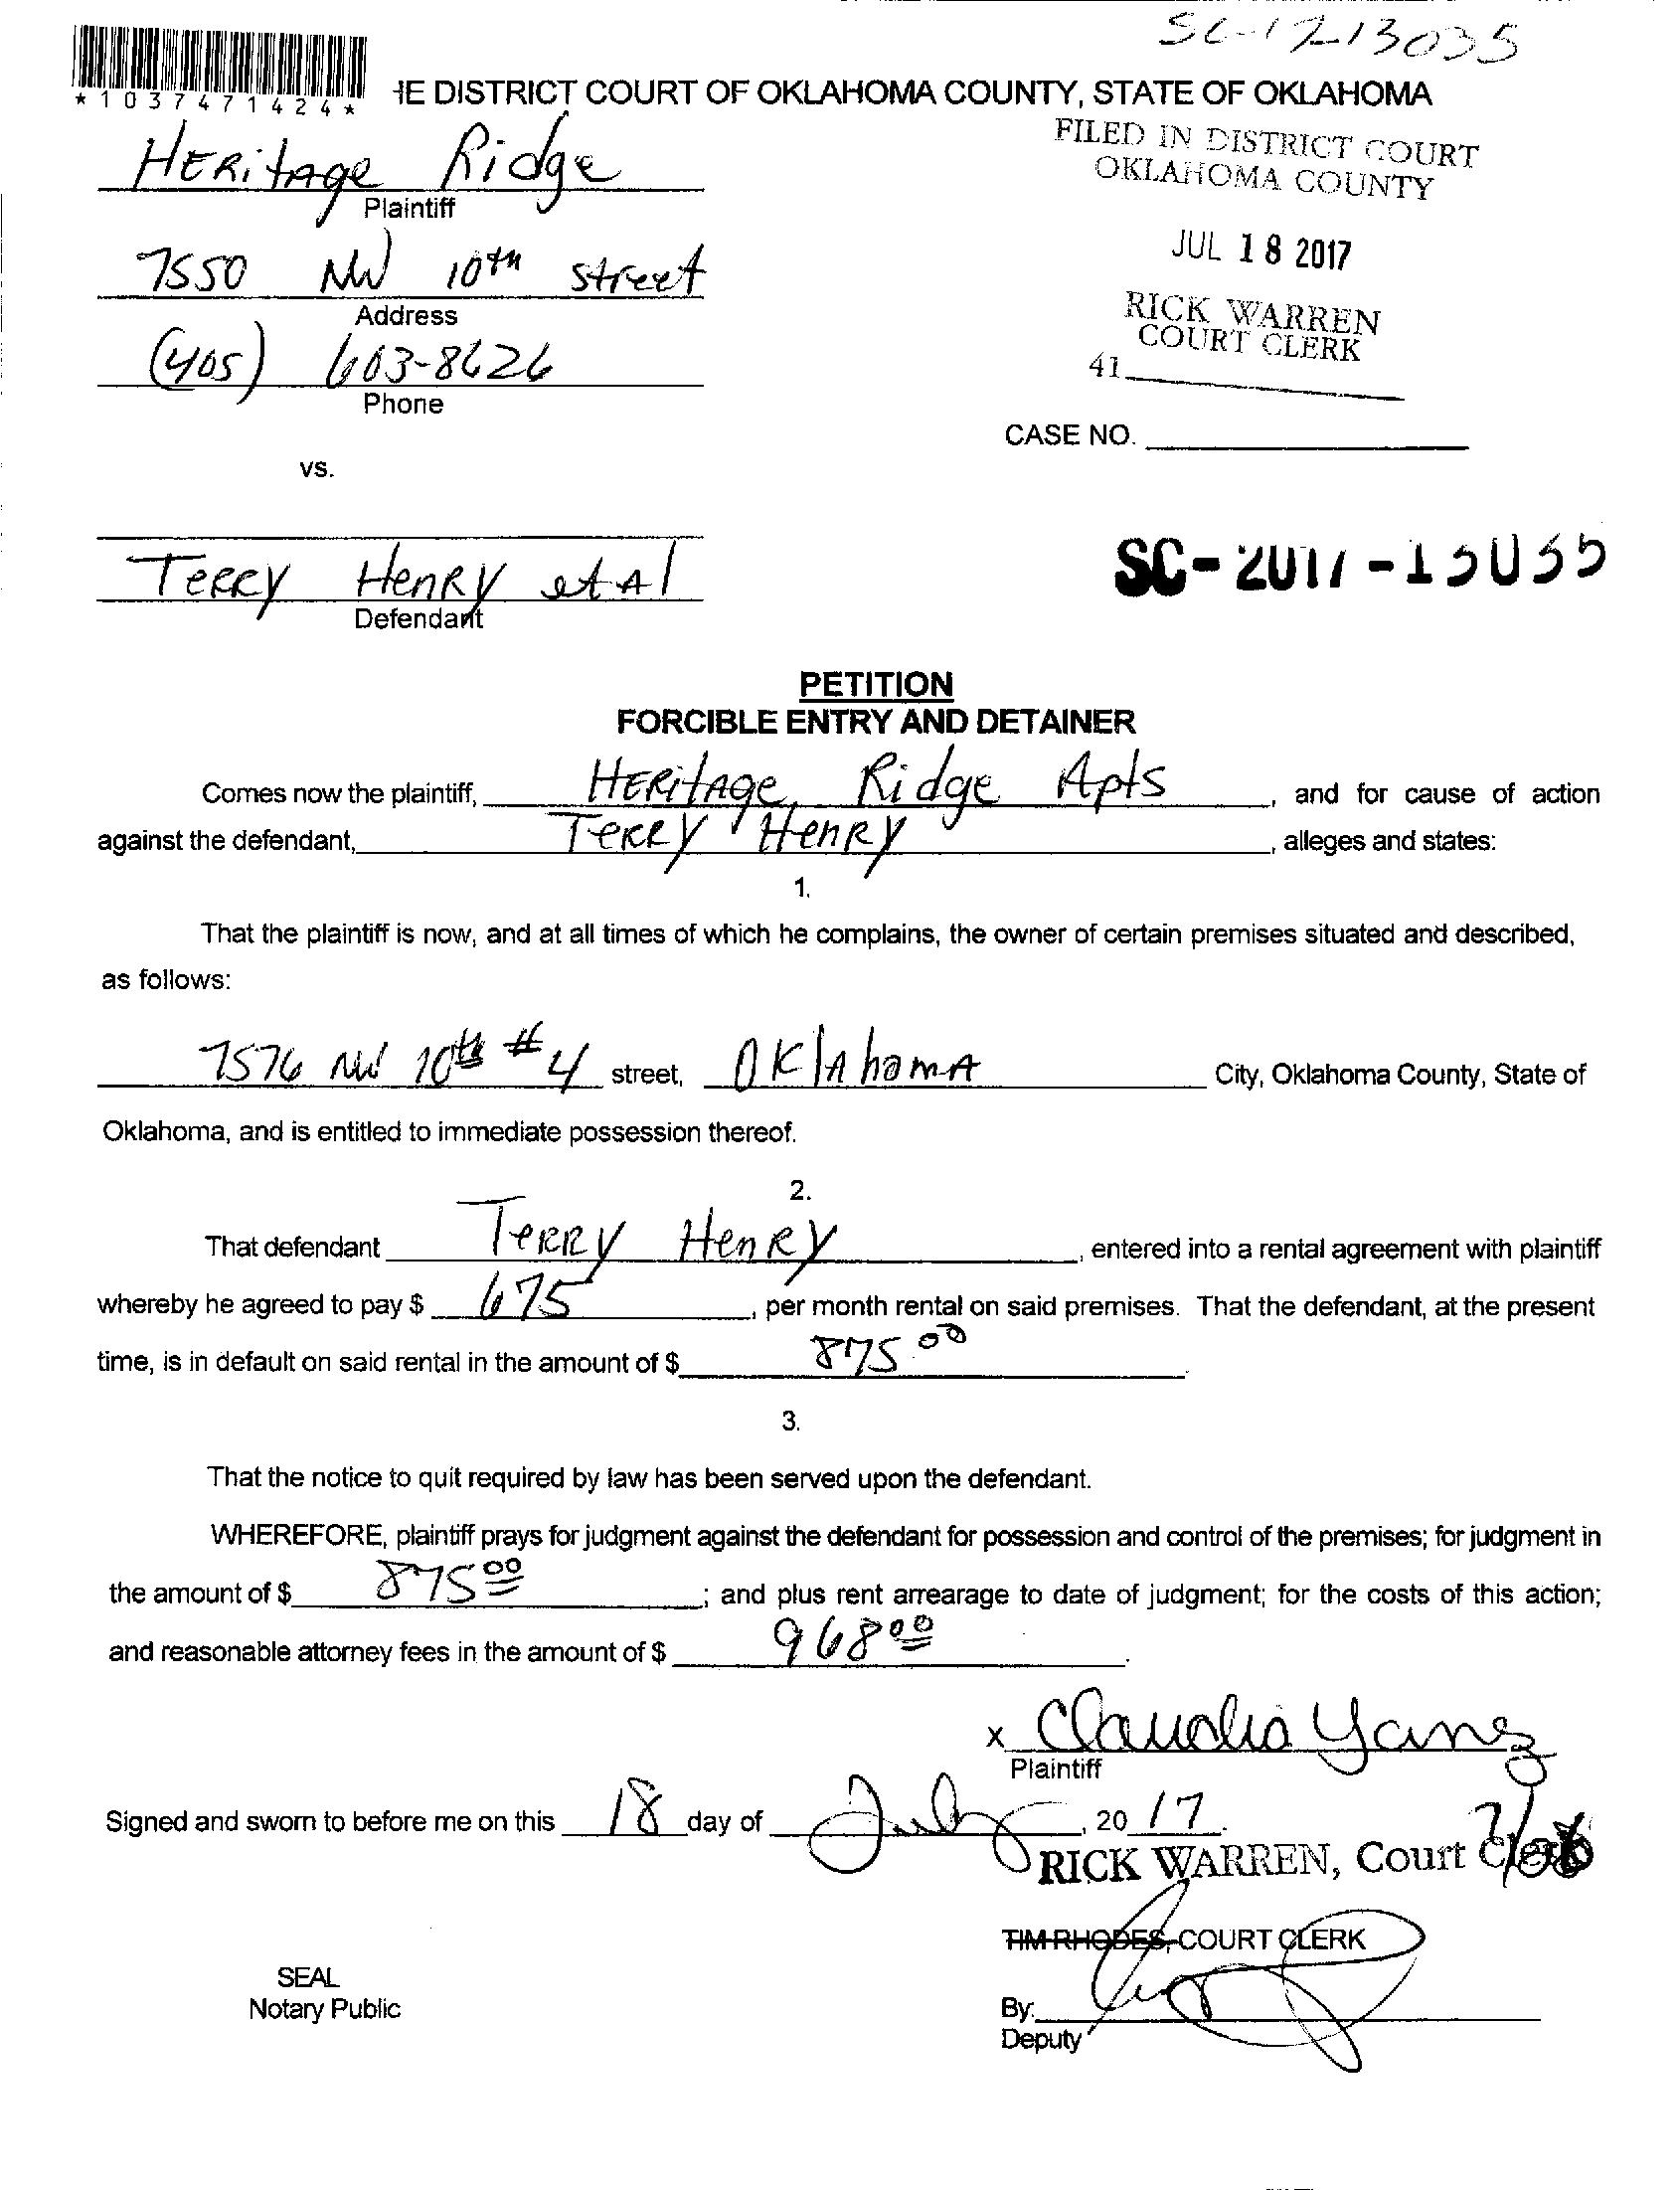 SC-1713035
*1037471424*
HE DISTRICT COURT OF OKLAHOMA COUNTY, STATE OF OKLAHOMA
FILED IN DISTRICT COURT
OKLAHOMA COUNTY
Heritage Ridge
Plaintiff
JUL 18 2017
7550 NW 10th street
Address
RICK WARREN
COURT CLERK
(405) 603-8626
41
Phone
CASE NO.
vs.
SC-2017-13035
Terry Henry et Al
Defendant
PETITION
FORCIBLE ENTRY AND DETAINER
Comes now the plaintiff, Heritage Ridge Apts, and for cause of action
against the defendant, Terry Henry, alleges and states:
1.
That the plaintiff is now, and at all times of which he complains, the owner of certain premises situated and described,
as follows:
7576 NW 10th #4 street, Oklahoma City, Oklahoma County, State of
Oklahoma, and is entitled to immediate possession thereof.
2.
That defendant Terry Henry, entered into a rental agreement with plaintiff
whereby he agreed to pay $ 675, per month rental on said premises. That the defendant, at the present
time, is in default on said rental in the amount of $ 875.00.
3.
That the notice to quit required by law has been served upon the defendant.
WHEREFORE, plaintiff prays for judgment against the defendant for possession and control of the premises; for judgment in
the amount of $ 875 00; and plus rent arrearage to date of judgment; for the costs of this action;
and reasonable attorney fees in the amount of $ 968 00.
x Claudia Yanez
Plaintiff
Signed and sworn to before me on this 18 day of July, 2017.
RICK WARREN, Court Clerk
TIM RHODES, COURT CLERK
SEAL
Notary Public
By:
Deputy